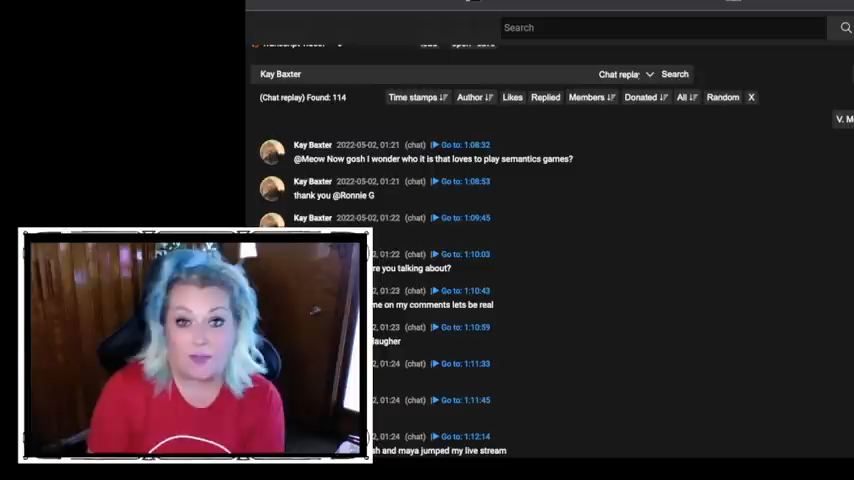 Search
Kay Baxter Chat replay Search
(Chat replay) Found: 114 Time stamps Author Likes Replied Members Donated All Random X
V. M
Kay Baxter 2022-05-02, 01:21 (chat) Go to: 1:08:32
@Meow Now gosh I wonder who it is that loves to play semantics games?
Kay Baxter 2022-05-02, 01:21 (chat) Go to: 1:08:53
thank you @Ronnie G
Kay Baxter 2022-05-02, 01:22 (chat) Go to: 1:09:45
, 01:22 (chat) Go to: 1:10:03
re you talking about?
, 01:23 (chat) Go to: 1:10:43
me on my comments lets be real
, 01:23 (chat) Go to: 1:10:59
laugher
, 01:24 (chat) Go to: 1:11:33
, 01:24 (chat) Go to: 1:11:45
, 01:24 (chat) Go to: 1:12:14
and maya jumped my live stream